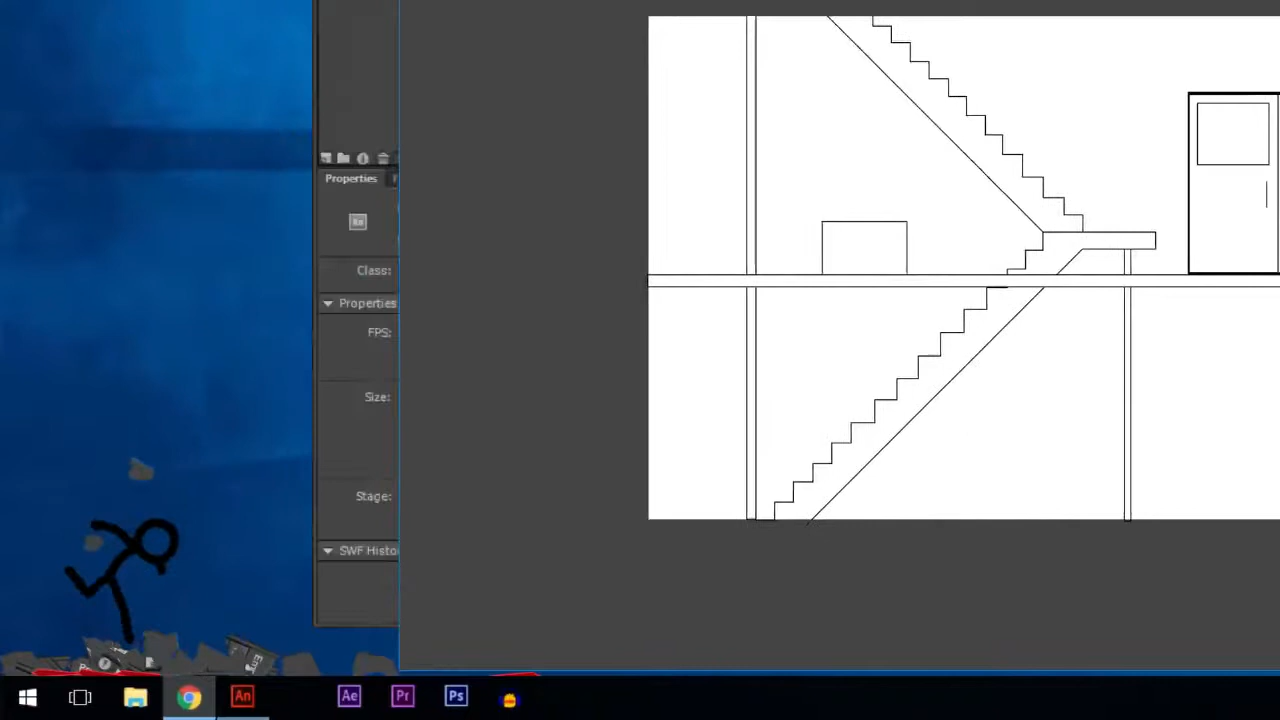 Properties
Class:
Properties
FPS:
Size:
Stage:
SWF Histo
An
Ae
Pr
Ps